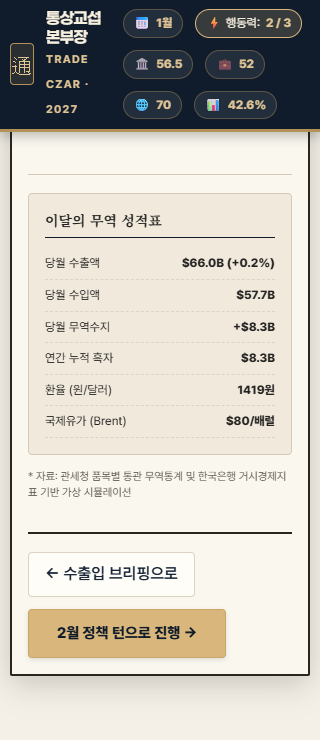 通
통상교섭
본부장
TRADE
CZAR ·
2027
1월
행동력: 2 / 3
56.5
52
70
42.6%
이달의 무역 성적표
당월 수출액 $66.0B (+0.2%)
당월 수입액 $57.7B
당월 무역수지 +$8.3B
연간 누적 흑자 $8.3B
환율 (원/달러) 1419원
국제유가 (Brent) $80/배럴
* 자료: 관세청 품목별 통관 무역통계 및 한국은행 거시경제지
표 기반 가상 시뮬레이션
← 수출입 브리핑으로
2월 정책 턴으로 진행 →